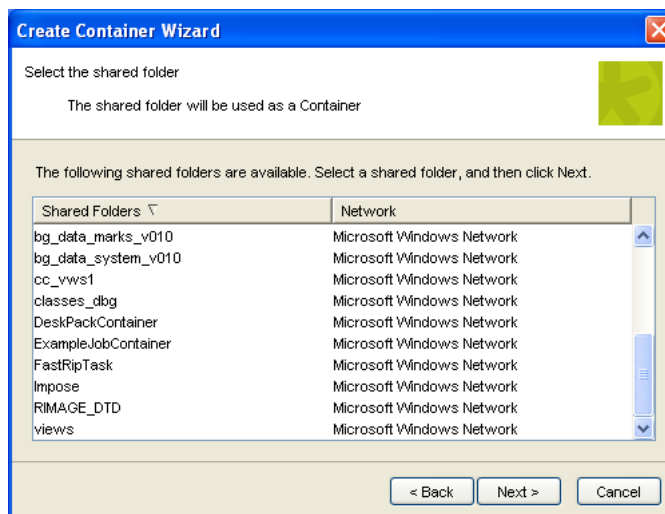 Create Container Wizard
Select the shared folder
The shared folder will be used as a Container
The following shared folders are available. Select a shared folder, and then click Next.
Shared Folders Network
bg_data_marks_v010 Microsoft Windows Network
bg_data_system_v010 Microsoft Windows Network
cc_vws1 Microsoft Windows Network
classes_dbg Microsoft Windows Network
DeskPackContainer Microsoft Windows Network
ExampleJobContainer Microsoft Windows Network
FastRipTask Microsoft Windows Network
Impose Microsoft Windows Network
RIMAGE_DTD Microsoft Windows Network
views Microsoft Windows Network
< Back Next > Cancel